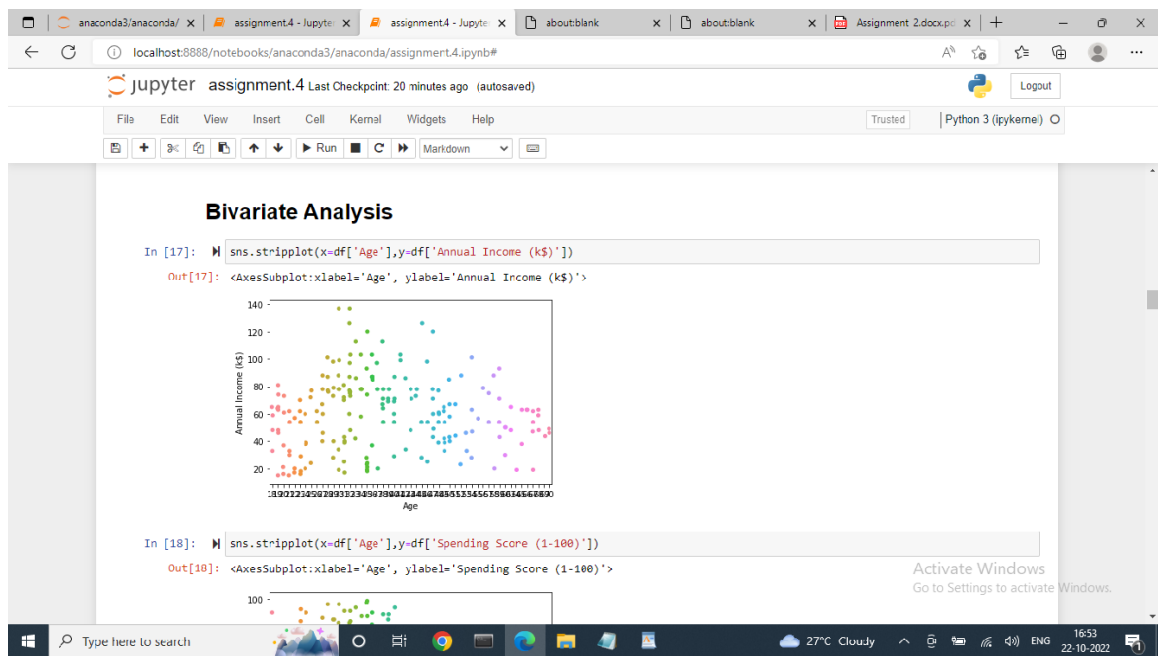 anaconda3/anaconda/
assignment.4 - Jupyte
assignment4 - Jupyte
about:blank
about:blank
Assignment 2.docx.pd
localhost:8888/notebooks/anaconda3/anaconda/assignment.4.ipynb#
jupyter assignment.4 Last Checkpoint: 20 minutes ago (autosaved)
Logout
File Edit View Insert Cell Kernel Widgets Help
Trusted
Python 3 (ipykernel)
Run
Markdown
Bivariate Analysis
In [17]: sns.stripplot(x=df['Age'],y=df['Annual Income (k$)'])
Out[17]: <AxesSubplot:xlabel='Age', ylabel='Annual Income (k$)'>
140
120
100
80
60
40
20
Annual Income (k$)
Age
In [18]: sns.stripplot(x=df['Age'],y=df['Spending Score (1-100)'])
Out[18]: <AxesSubplot:xlabel='Age', ylabel='Spending Score (1-100)'>
100
Activate Windows
Go to Settings to activate Windows.
Type here to search
27°C Cloudy
ENG
16:53
22-10-2022
1